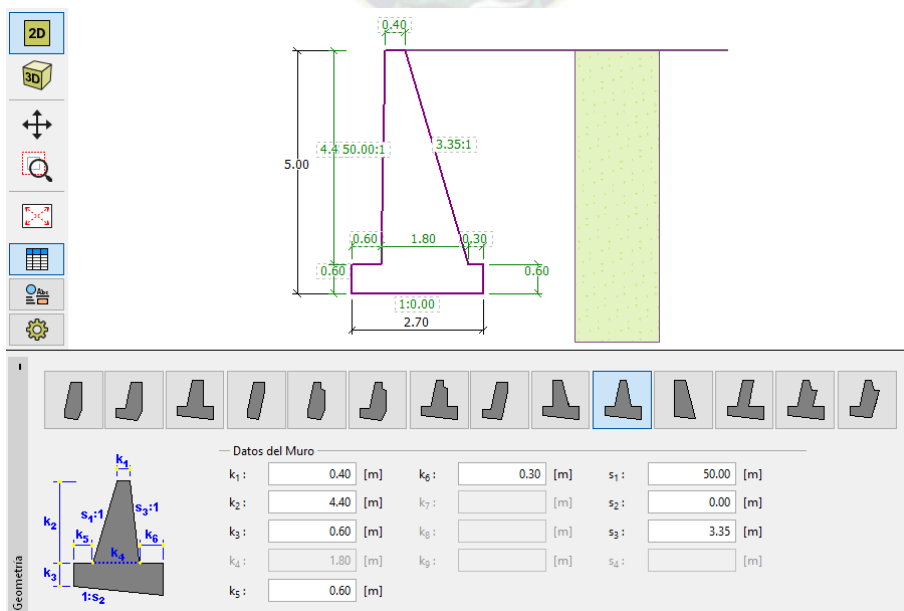 2D
3D
Abc
0.40
5.00
4.4
50.00:1
3.35:1
0.60
1.80
0.30
0.60
0.60
1:0.00
2.70
Geometría
Datos del Muro
k1 : 0.40 [m] k6 : 0.30 [m] s1 : 50.00 [m]
k2 : 4.40 [m] k7 : [m] s2 : 0.00 [m]
k3 : 0.60 [m] k8 : [m] s3 : 3.35 [m]
k4 : 1.80 [m] k9 : [m] s4 : [m]
k5 : 0.60 [m]
k1
s1:1
s3:1
k2
k5
k6
k4
k3
1:s2